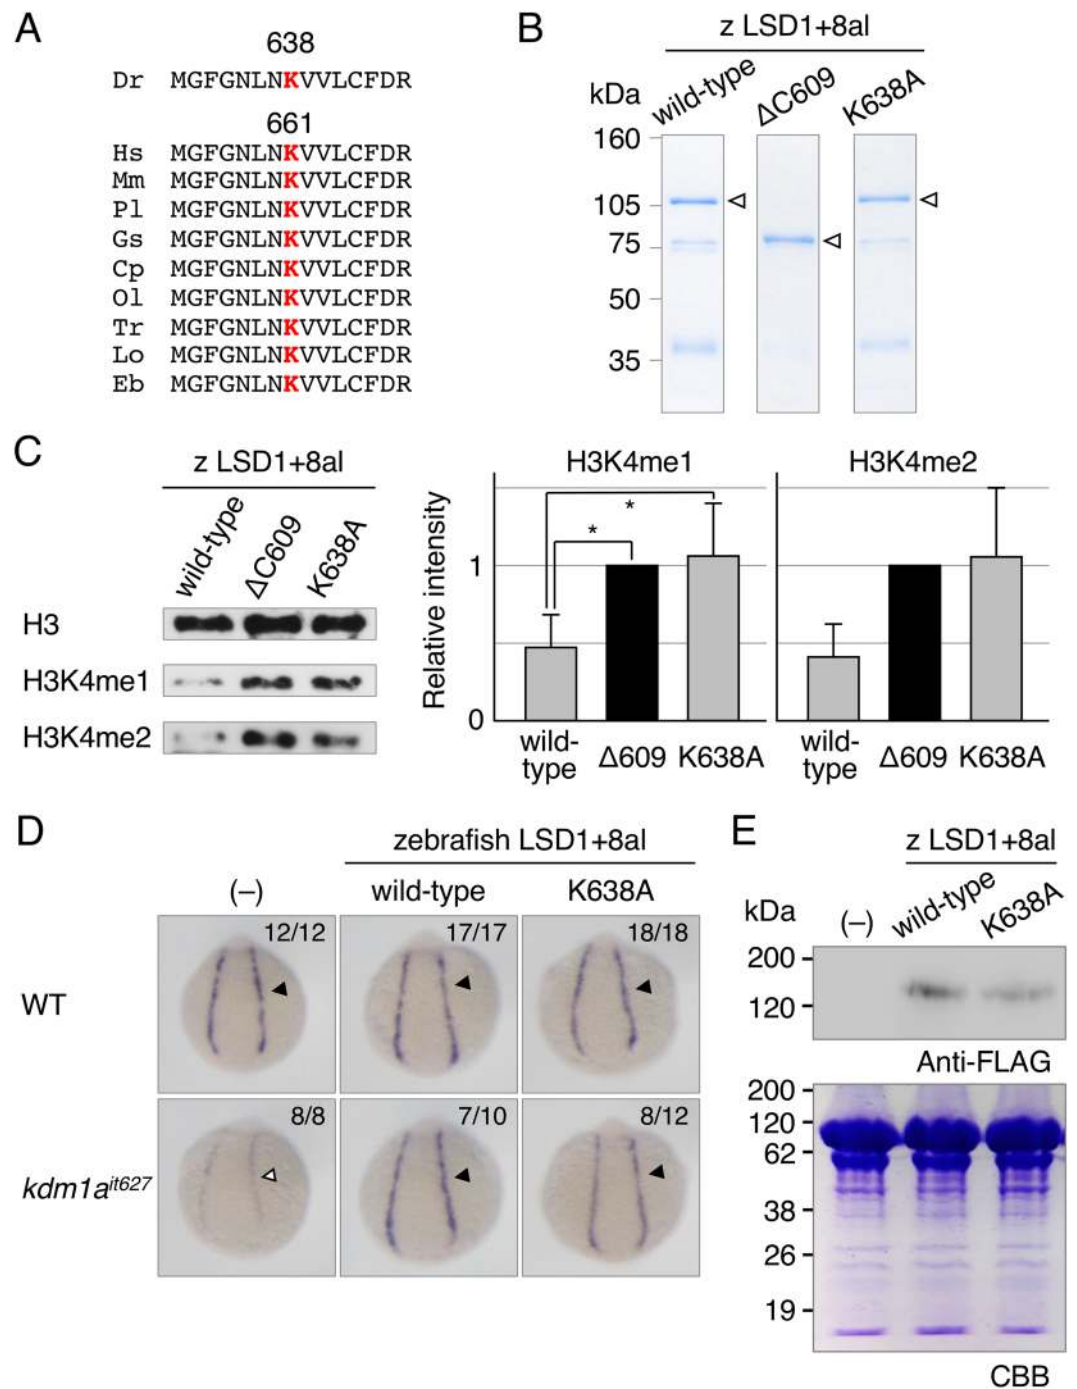 A
638
Dr MGFGNLNKVVLCFDR
661
Hs MGFGNLNKVVLCFDR
Mm MGFGNLNKVVLCFDR
Pl MGFGNLNKVVLCFDR
Gs MGFGNLNKVVLCFDR
Cp MGFGNLNKVVLCFDR
Ol MGFGNLNKVVLCFDR
Tr MGFGNLNKVVLCFDR
Lo MGFGNLNKVVLCFDR
Eb MGFGNLNKVVLCFDR
B
z LSD1+8al
kDa wild-type ΔC609 K638A
160
105
75
50
35
C
z LSD1+8al
wild-type ΔC609 K638A
H3
H3K4me1
H3K4me2
H3K4me1 H3K4me2
Relative intensity
*
*
1
0
wild- Δ609 K638A wild- Δ609 K638A
type type
D
zebrafish LSD1+8al
(–) wild-type K638A
WT 12/12 17/17 18/18
kdm1a^it627 8/8 7/10 8/12
E
z LSD1+8al
kDa (–) wild-type K638A
200
120
Anti-FLAG
200
120
62
38
26
19
CBB